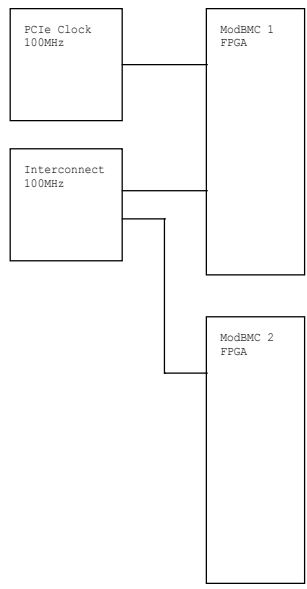 PCIe Clock
100MHz
ModBMC 1
FPGA
Interconnect
100MHz
ModBMC 2
FPGA